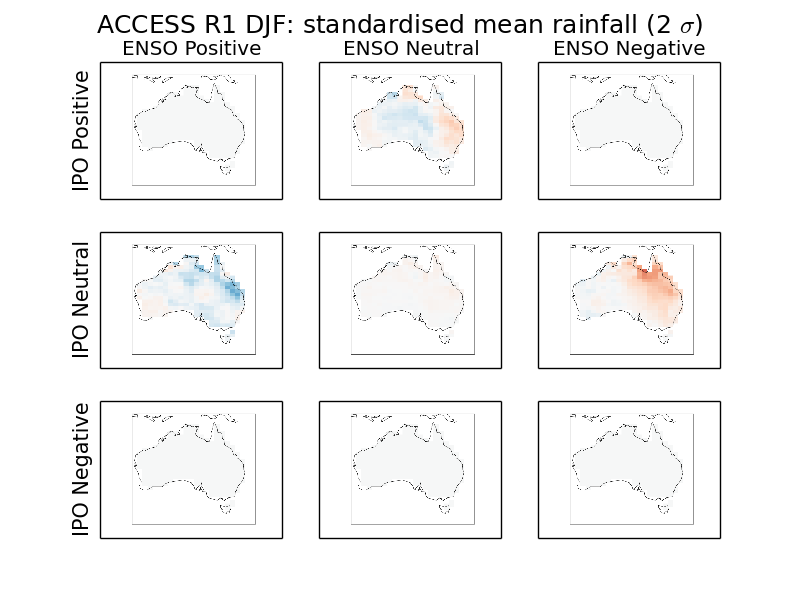 ACCESS R1 DJF: standardised mean rainfall (2 σ)
ENSO Positive ENSO Neutral ENSO Negative
IPO Positive
IPO Neutral
IPO Negative